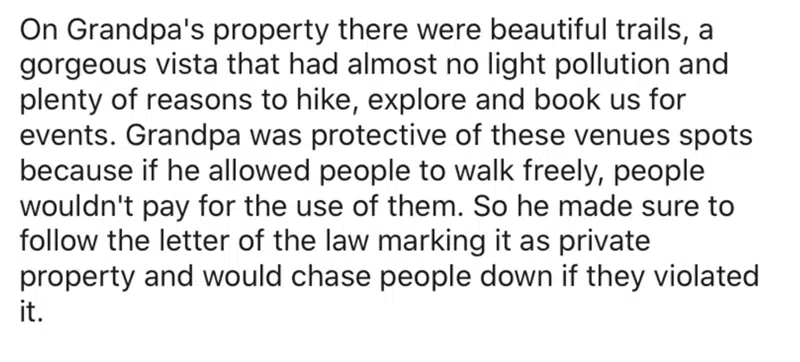 On Grandpa's property there were beautiful trails, a
gorgeous vista that had almost no light pollution and
plenty of reasons to hike, explore and book us for
events. Grandpa was protective of these venues spots
because if he allowed people to walk freely, people
wouldn't pay for the use of them. So he made sure to
follow the letter of the law marking it as private
property and would chase people down if they violated
it.